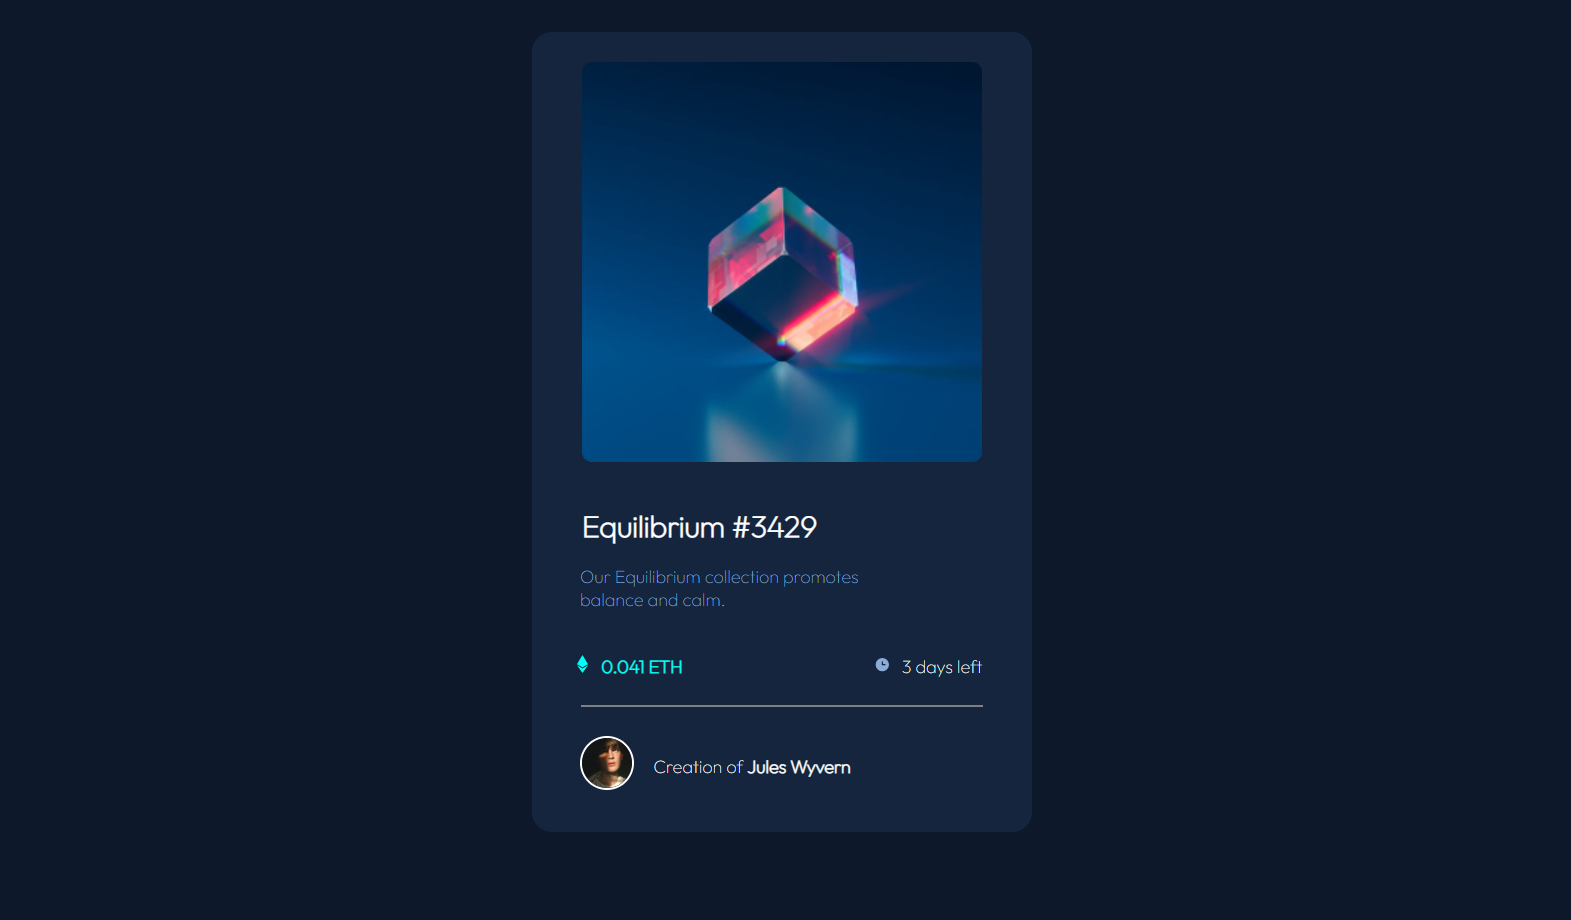 Equilibrium #3429
Our Equilibrium collection promotes
balance and calm.
0.041 ETH 3 days left
Creation of Jules Wyvern